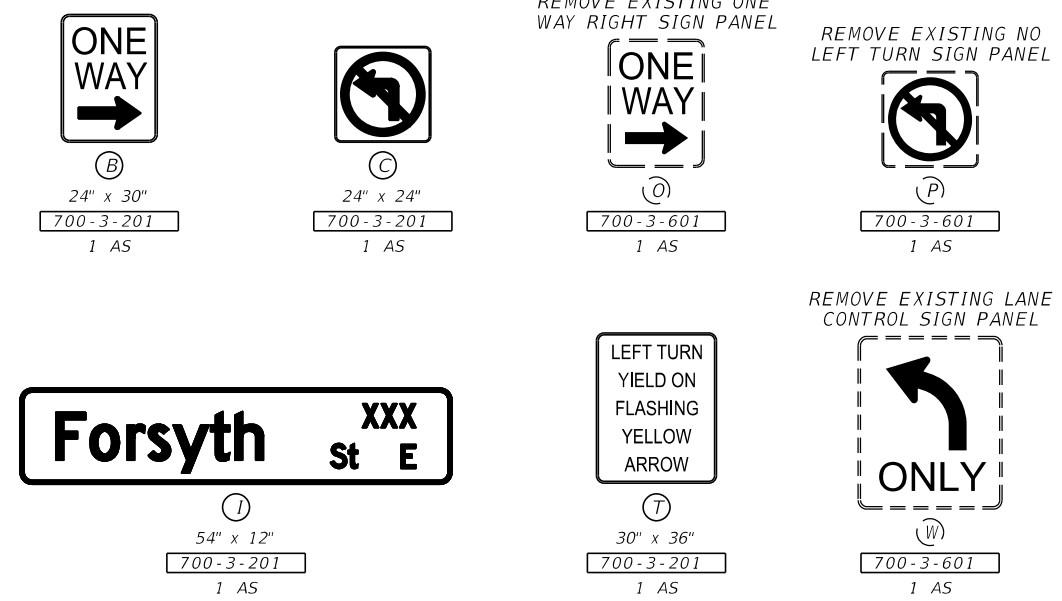 ONE
WAY
B
24" x 30"
700-3-201
1 AS
C
24" x 24"
700-3-201
1 AS
REMOVE EXISTING ONE
WAY RIGHT SIGN PANEL
ONE
WAY
O
700-3-601
1 AS
REMOVE EXISTING NO
LEFT TURN SIGN PANEL
P
700-3-601
1 AS
Forsyth
XXX
St E
I
54" x 12"
700-3-201
1 AS
LEFT TURN
YIELD ON
FLASHING
YELLOW
ARROW
T
30" x 36"
700-3-201
1 AS
REMOVE EXISTING LANE
CONTROL SIGN PANEL
ONLY
W
700-3-601
1 AS